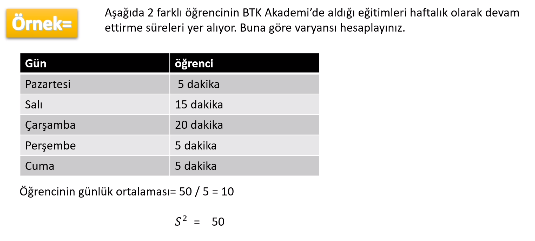 Örnek=
Aşağıda 2 farklı öğrencinin BTK Akademi’de aldığı eğitimleri haftalık olarak devam
ettirme süreleri yer alıyor. Buna göre varyansı hesaplayınız.
Gün öğrenci
Pazartesi 5 dakika
Salı 15 dakika
Çarşamba 20 dakika
Perşembe 5 dakika
Cuma 5 dakika
Öğrencinin günlük ortalaması= 50 / 5 = 10
S² = 50